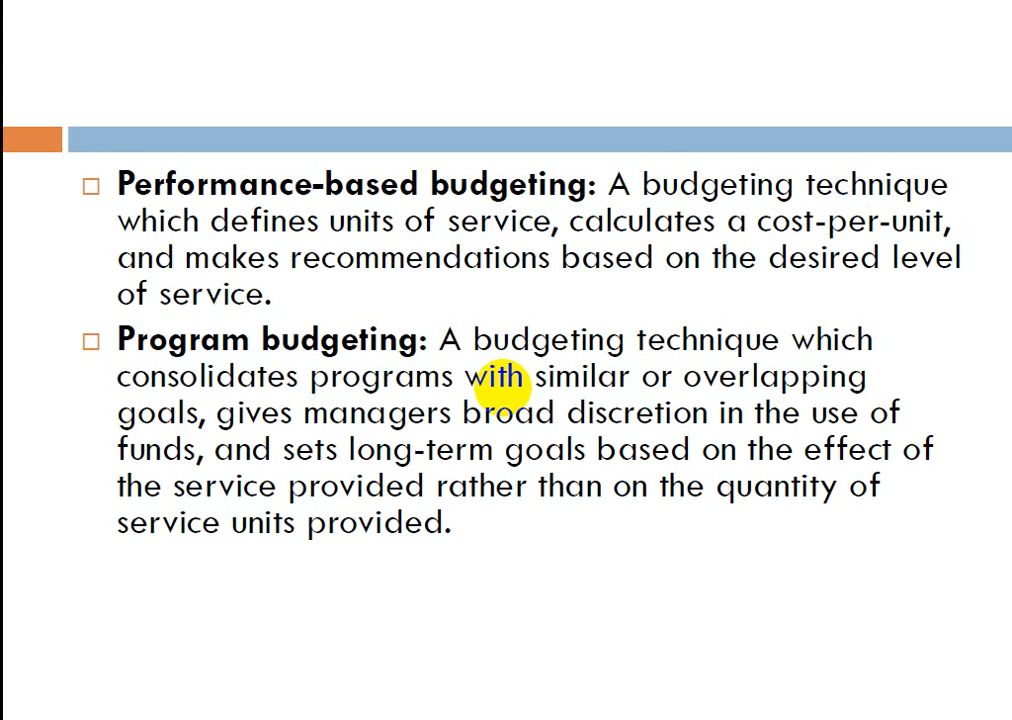 Performance-based budgeting: A budgeting technique
which defines units of service, calculates a cost-per-unit,
and makes recommendations based on the desired level
of service.
Program budgeting: A budgeting technique which
consolidates programs with similar or overlapping
goals, gives managers broad discretion in the use of
funds, and sets long-term goals based on the effect of
the service provided rather than on the quantity of
service units provided.